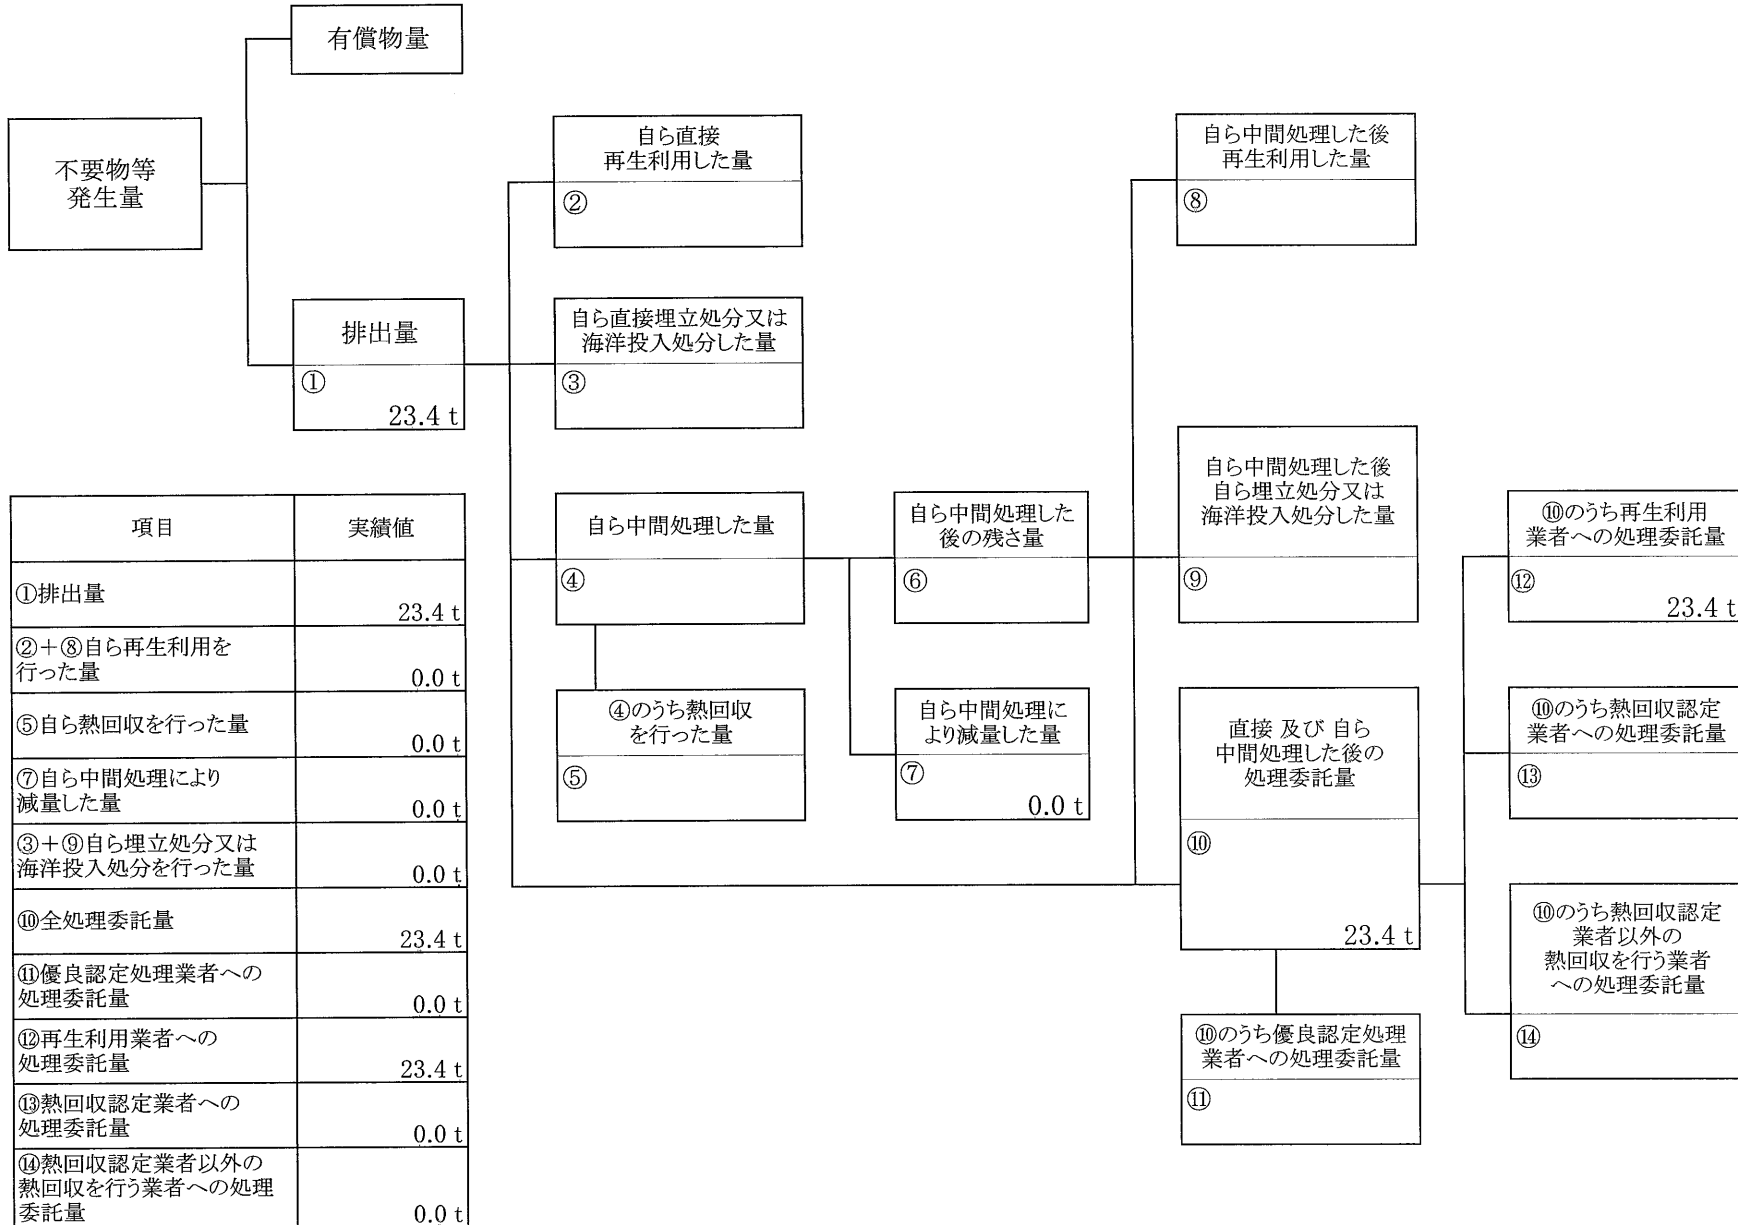 有償物量
不要物等
発生量
自ら直接
再生利用した量
②
自ら中間処理した後
再生利用した量
⑧
排出量
①
23.4 t
自ら直接埋立処分又は
海洋投入処分した量
③
自ら中間処理した量
④
自ら中間処理した
後の残さ量
⑥
自ら中間処理した後
自ら埋立処分又は
海洋投入処分した量
⑨
⑩のうち再生利用
業者への処理委託量
⑫
23.4 t
④のうち熱回収
を行った量
⑤
自ら中間処理に
より減量した量
⑦
0.0 t
直接 及び 自ら
中間処理した後の
処理委託量
⑩
23.4 t
⑩のうち熱回収認定
業者への処理委託量
⑬
⑩のうち熱回収認定
業者以外の
熱回収を行う業者
への処理委託量
⑭
⑩のうち優良認定処理
業者への処理委託量
⑪
項目 実績値
①排出量
23.4 t
②+⑧自ら再生利用を
行った量
0.0 t
⑤自ら熱回収を行った量
0.0 t
⑦自ら中間処理により
減量した量
0.0 t
③+⑨自ら埋立処分又は
海洋投入処分を行った量
0.0 t
⑩全処理委託量
23.4 t
⑪優良認定処理業者への
処理委託量
0.0 t
⑫再生利用業者への
処理委託量
23.4 t
⑬熱回収認定業者への
処理委託量
0.0 t
⑭熱回収認定業者以外の
熱回収を行う業者への処理
委託量
0.0 t